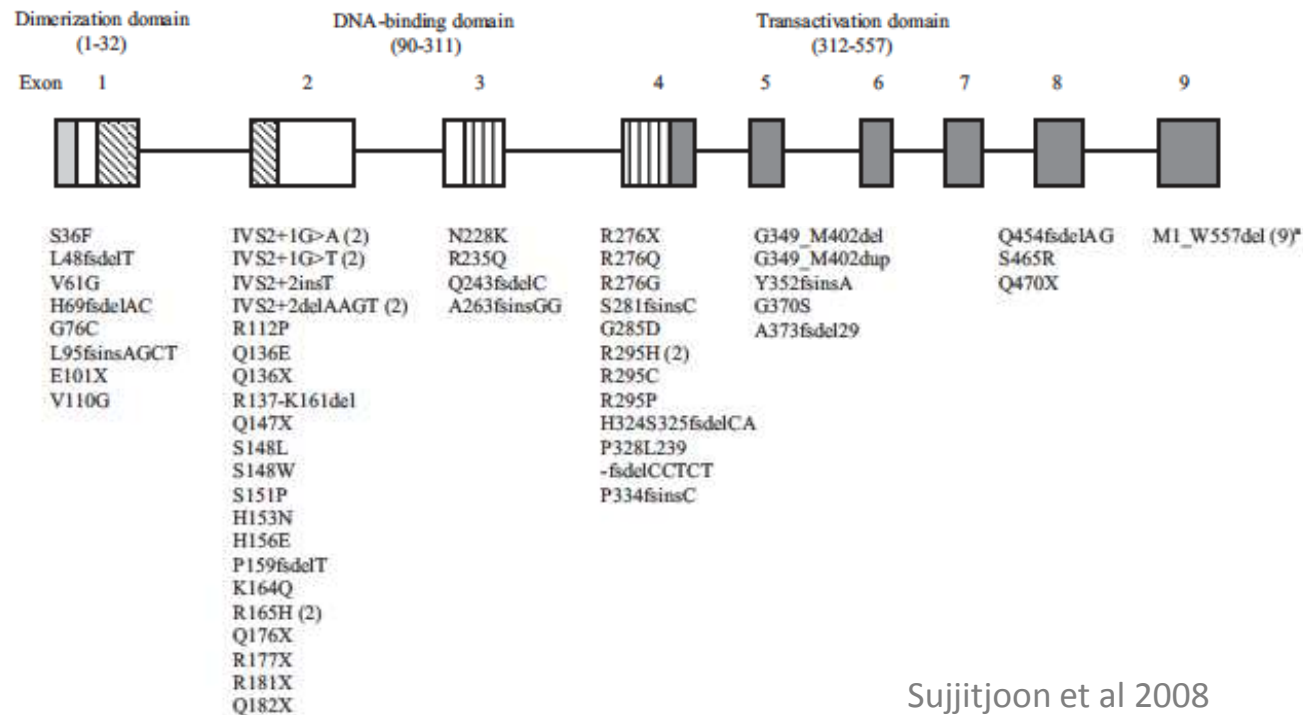 Dimerization domain DNA-binding domain Transactivation domain
(1-32) (90-311) (312-557)
Exon 1 2 3 4 5 6 7 8 9
S36F IVS2+1G>A (2) N228K R276X G349_M402del Q454fsdelAG M1_W557del (9)ª
L48fsdelT IVS2+1G>T (2) R235Q R276Q G349_M402dup S465R
V61G IVS2+2insT Q243fsdelC R276G Y352fsinsA Q470X
H69fsdelAC IVS2+2delAAGT (2) A263fsinsGG S281fsinsC G370S
G76C R112P G285D A373fsdel29
L95fsinsAGCT Q136E R295H (2)
E101X Q136X R295C
V110G R137-K161del R295P
Q147X H324S325fsdelCA
S148L P328L239
S148W -fsdelCCTCT
S151P P334fsinsC
H153N
H156E
P159fsdelT
K164Q
R165H (2)
Q176X
R177X
R181X
Q182X
Sujjitjoon et al 2008